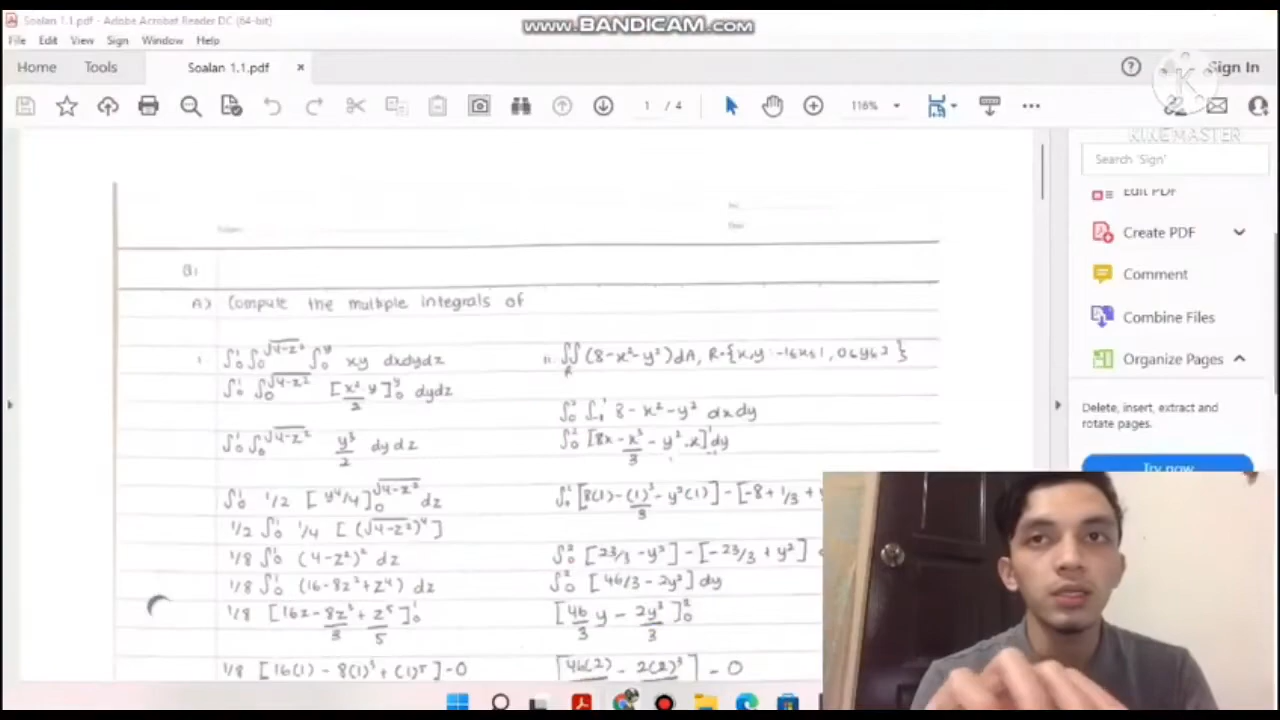 Soalan 1.1.pdf - Adobe Acrobat Reader DC (64-bit)
www.BANDICAM.com
File Edit View Sign Window Help
Home Tools Soalan 1.1.pdf × Sign In
1 / 4 116%
KINEMASTER
Search 'Sign'
Edit PDF
Create PDF
Comment
Combine Files
Organize Pages
Delete, insert, extract and
rotate pages.
Try now
Q1
A) Compute the multiple integrals of
i. ∫₀¹ ∫₀^√(4-z²) ∫₀^y xy dxdydz
∫₀¹ ∫₀^√(4-z²) [x²/2 y]₀^y dydz
∫₀¹ ∫₀^√(4-z²) y³/2 dydz
∫₀¹ 1/2 [y⁴/4]₀^√(4-z²) dz
1/2 ∫₀¹ 1/4 [(√(4-z²))⁴]
1/8 ∫₀¹ (4-z²)² dz
1/8 ∫₀¹ (16-8z²+z⁴) dz
1/8 [16z - 8z³/3 + z⁵/5]₀¹
1/8 [16(1) - 8(1)³ + (1)⁵] - 0
ii. ∫∫_R (8-x²-y²) dA, R={x,y: -1≤x≤1, 0≤y≤2}
∫₀² ∫₋₁¹ 8-x²-y² dxdy
∫₀² [8x - x³/3 - y²x]¹ dy
[8(1) - (1)³/3 - y²(1)] - [-8 + 1/3 +
∫₀² [23/3 - y²] - [-23/3 + y²]
∫₀² [46/3 - 2y²] dy
[46/3 y - 2y³/3]₀²
[46(2) - 2(2)³] - 0